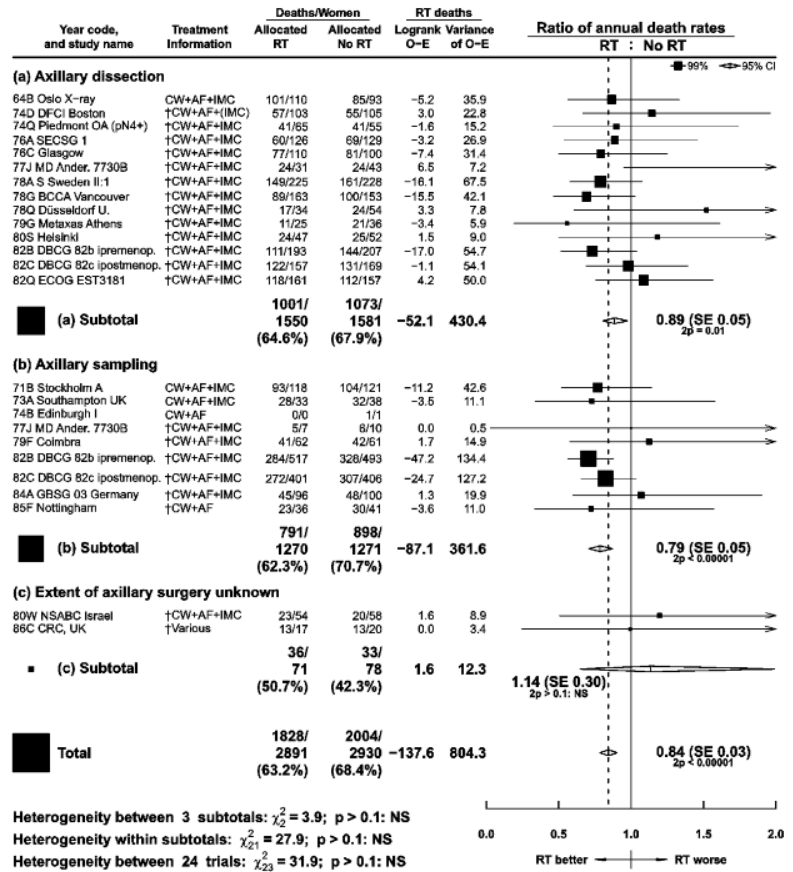 Deaths/Women RT deaths
Year code, and study name Treatment Information Allocated RT Allocated No RT Logrank O−E Variance of O−E Ratio of annual death rates
RT : No RT
99% 95% CI
(a) Axillary dissection
64B Oslo X-ray CW+AF+IMC 101/110 85/93 −5.2 35.9
74D DFCI Boston †CW+AF+(IMC) 57/103 55/105 3.0 22.8
74Q Piedmont OA (pN4+) †CW+AF+IMC 41/65 41/55 −1.6 15.2
76A SECSG 1 †CW+AF+IMC 60/126 69/129 −3.2 26.9
76C Glasgow †CW+AF+IMC 77/110 81/100 −7.4 31.4
77J MD Ander. 7730B †CW+AF+IMC 24/31 24/43 6.5 7.2
78A S Sweden II:1 †CW+AF+IMC 149/225 161/228 −16.1 67.5
78G BCCA Vancouver †CW+AF+IMC 89/163 100/153 −15.5 42.1
78Q Düsseldorf U. †CW+AF+IMC 17/34 24/54 3.3 7.8
79G Metaxas Athens †CW+AF+IMC 11/25 21/36 −3.4 5.9
80S Helsinki †CW+AF+IMC 24/47 25/52 1.5 9.0
82B DBCG 82b ipremenop. †CW+AF+IMC 111/193 144/207 −17.0 54.7
82C DBCG 82c ipostmenop. †CW+AF+IMC 122/157 131/169 −1.1 54.1
82Q ECOG EST3181 †CW+AF+IMC 118/161 112/157 4.2 50.0
1001/ 1073/
(a) Subtotal 1550 1581 −52.1 430.4 0.89 (SE 0.05)
(64.6%) (67.9%) 2p = 0.01
(b) Axillary sampling
71B Stockholm A CW+AF+IMC 93/118 104/121 −11.2 42.6
73A Southampton UK CW+AF+IMC 28/33 32/38 −3.5 11.1
74B Edinburgh I CW+AF 0/0 1/1
77J MD Ander. 7730B †CW+AF+IMC 5/7 6/10 0.0 0.5
79F Coimbra †CW+AF+IMC 41/62 42/61 1.7 14.9
82B DBCG 82b ipremenop. †CW+AF+IMC 284/517 328/493 −47.2 134.4
82C DBCG 82c ipostmenop. †CW+AF+IMC 272/401 307/406 −24.7 127.2
84A GBSG 03 Germany †CW+AF+IMC 45/96 48/100 1.3 19.9
85F Nottingham †CW+AF 23/36 30/41 −3.6 11.0
791/ 898/
(b) Subtotal 1270 1271 −87.1 361.6 0.79 (SE 0.05)
(62.3%) (70.7%) 2p < 0.00001
(c) Extent of axillary surgery unknown
80W NSABC Israel †CW+AF+IMC 23/54 20/58 1.6 8.9
86C CRC, UK †Various 13/17 13/20 0.0 3.4
36/ 33/
(c) Subtotal 71 78 1.6 12.3
(50.7%) (42.3%) 1.14 (SE 0.30)
2p > 0.1: NS
1828/ 2004/
Total 2891 2930 −137.6 804.3 0.84 (SE 0.03)
(63.2%) (68.4%) 2p < 0.00001
Heterogeneity between 3 subtotals: χ²₂ = 3.9; p > 0.1: NS
Heterogeneity within subtotals: χ²₂₁ = 27.9; p > 0.1: NS
Heterogeneity between 24 trials: χ²₂₃ = 31.9; p > 0.1: NS
0.0 0.5 1.0 1.5 2.0
RT better RT worse